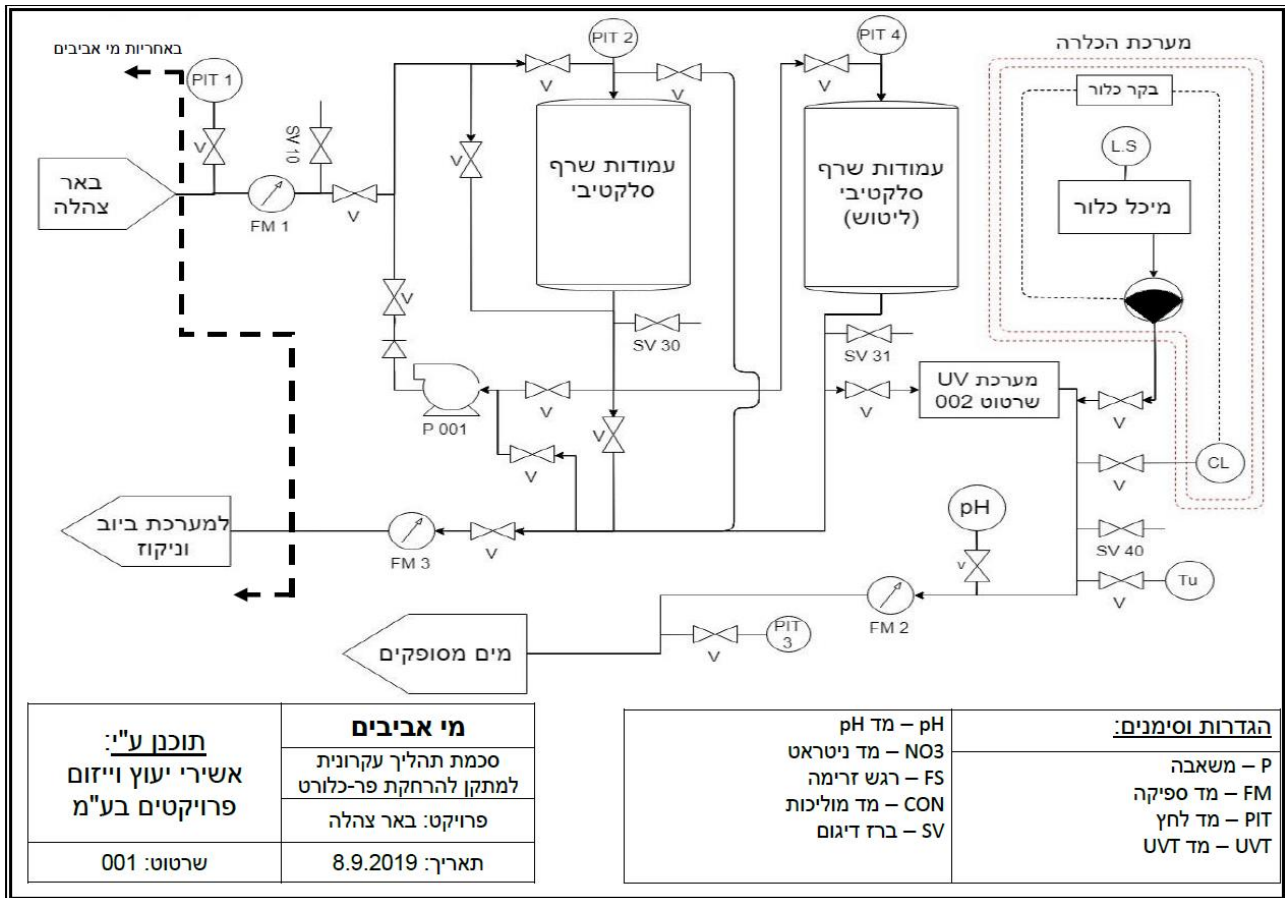 באחריות מי אביבים
PIT 1
V
SV 10
באר
צהלה
FM 1
V
V
PIT 2
V
V
עמודות שרף
סלקטיבי
SV 30
V
P 001
V
V
V
PIT 4
V
עמודות שרף
סלקטיבי
(ליטוש)
SV 31
V
מערכת UV
שרטוט 002
מערכת הכלרה
בקר כלור
L.S
מיכל כלור
V
CL
V
SV 40
Tu
V
pH
v
FM 2
PIT
3
V
מים מסופקים
V
FM 3
למערכת ביוב
וניקוז
תוכנן ע"י:
אשירי יעוץ וייזום
פרויקטים בע"מ
שרטוט: 001
מי אביבים
סכמת תהליך עקרונית
למתקן להרחקת פר-כלורט
פרויקט: באר צהלה
תאריך: 8.9.2019
הגדרות וסימנים:
P – משאבה
FM – מד ספיקה
PIT – מד לחץ
UVT – מד UVT
pH – מד pH
NO3 – מד ניטראט
FS – רגש זרימה
CON – מד מוליכות
SV – ברז דיגום